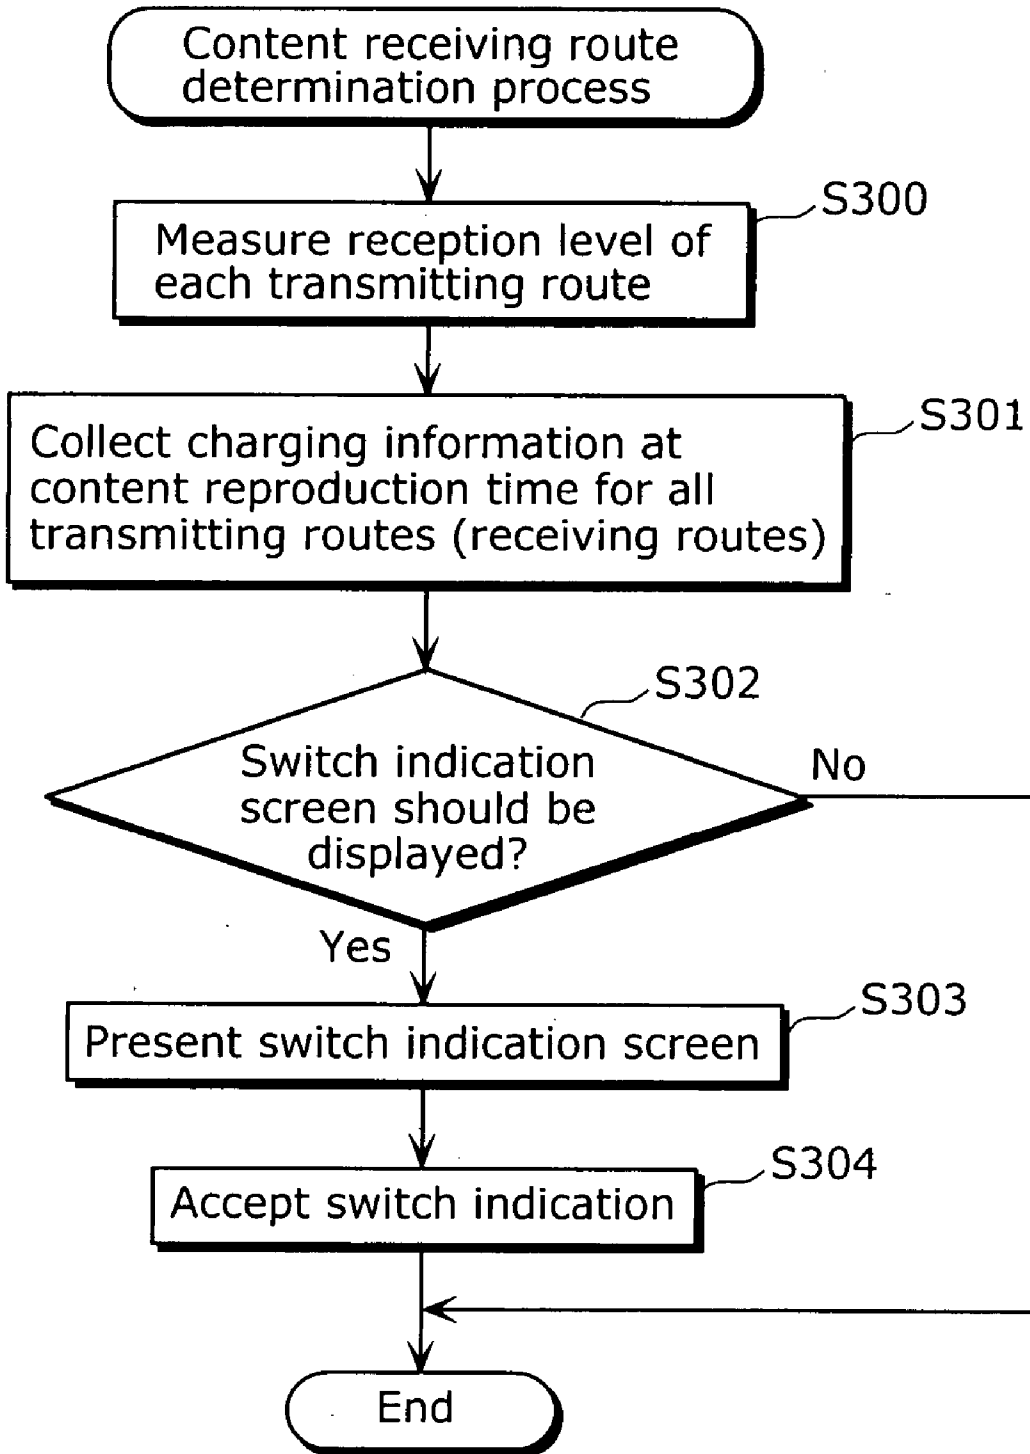 Content receiving route
determination process
S300
Measure reception level of
each transmitting route
S301
Collect charging information at
content reproduction time for all
transmitting routes (receiving routes)
S302
Switch indication
screen should be
displayed?
No
Yes
S303
Present switch indication screen
S304
Accept switch indication
End